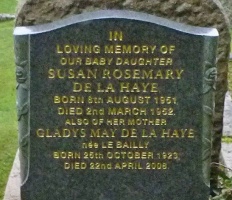 IN
LOVING MEMORY OF
OUR BABY DAUGHTER
SUSAN ROSEMARY
DE LA HAYE
BORN 8TH AUGUST 1951
DIED 2ND MARCH 1952.
ALSO OF HER MOTHER
GLADYS MAY DE LA HAYE
née LE BAILLY
BORN 25TH OCTOBER 1923,
DIED 22nd APRIL